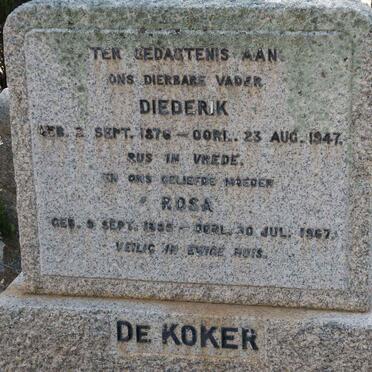 TER GEDAGTENIS AAN
ONS DIERBARE VADER
DIEDERIK
GEB. 2 SEPT. 1876 — OORL. 23 AUG. 1947.
RUS IN VREDE.
EN ONS GELIEFDE MOEDER
ROSA
GEB. 9 SEPT. — OORL. 30 JUL. 1967.
VEILIG IN EWIGE HUIS.
DE KOKER